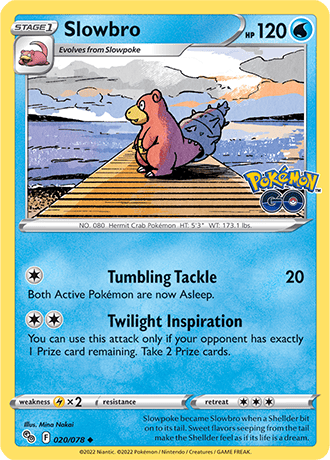 STAGE 1 Slowbro HP 120
Evolves from Slowpoke
Pokémon
GO
NO. 080 Hermit Crab Pokémon HT. 5'3" WT. 173.1 lbs.
Tumbling Tackle 20
Both Active Pokémon are now Asleep.
Twilight Inspiration
You can use this attack only if your opponent has exactly
1 Prize card remaining. Take 2 Prize cards.
weakness ×2 resistance retreat
Illus. Mina Nakai
F 020/078
Slowpoke became Slowbro when a Shellder bit
on to its tail. Sweet flavors seeping from the tail
make the Shellder feel as if its life is a dream.
©2022 Nintendo/Creatures/GAME FREAK.